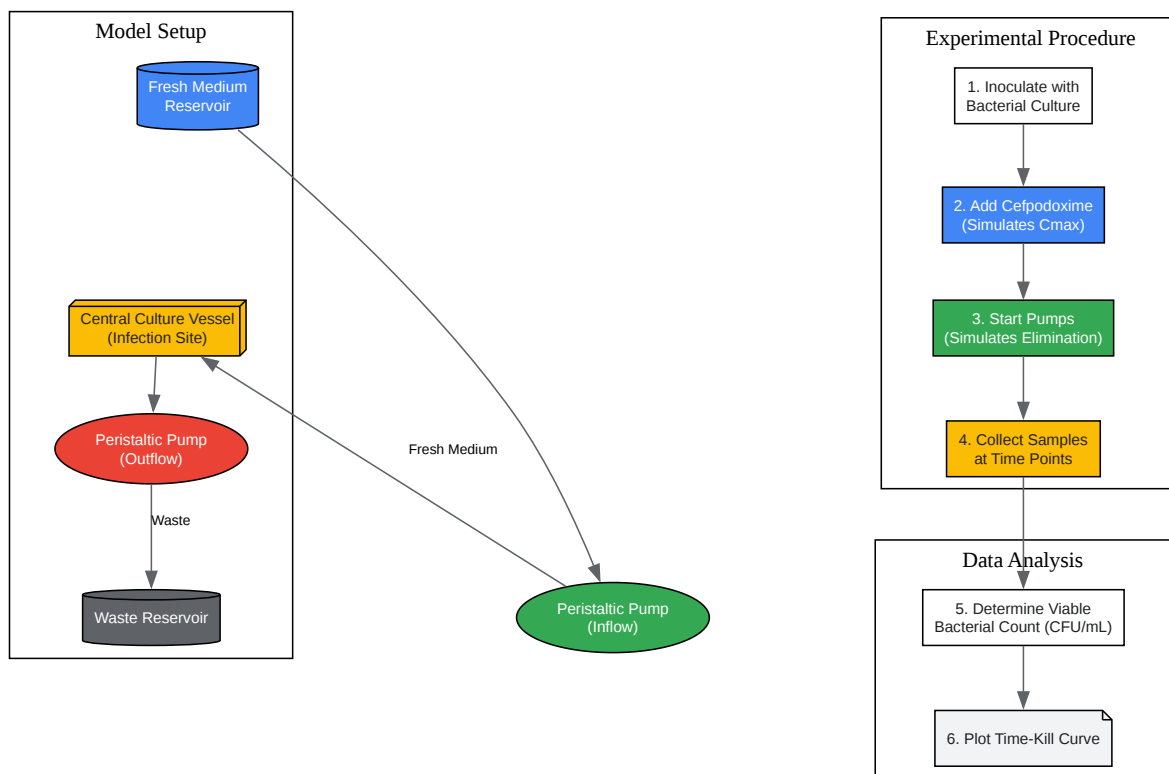 Model Setup
Fresh Medium
Reservoir
Central Culture Vessel
(Infection Site)
Peristaltic Pump
(Outflow)
Waste
Waste Reservoir
Fresh Medium
Peristaltic Pump
(Inflow)
Experimental Procedure
1. Inoculate with
Bacterial Culture
2. Add Cefpodoxime
(Simulates Cmax)
3. Start Pumps
(Simulates Elimination)
4. Collect Samples
at Time Points
Data Analysis
5. Determine Viable
Bacterial Count (CFU/mL)
6. Plot Time-Kill Curve